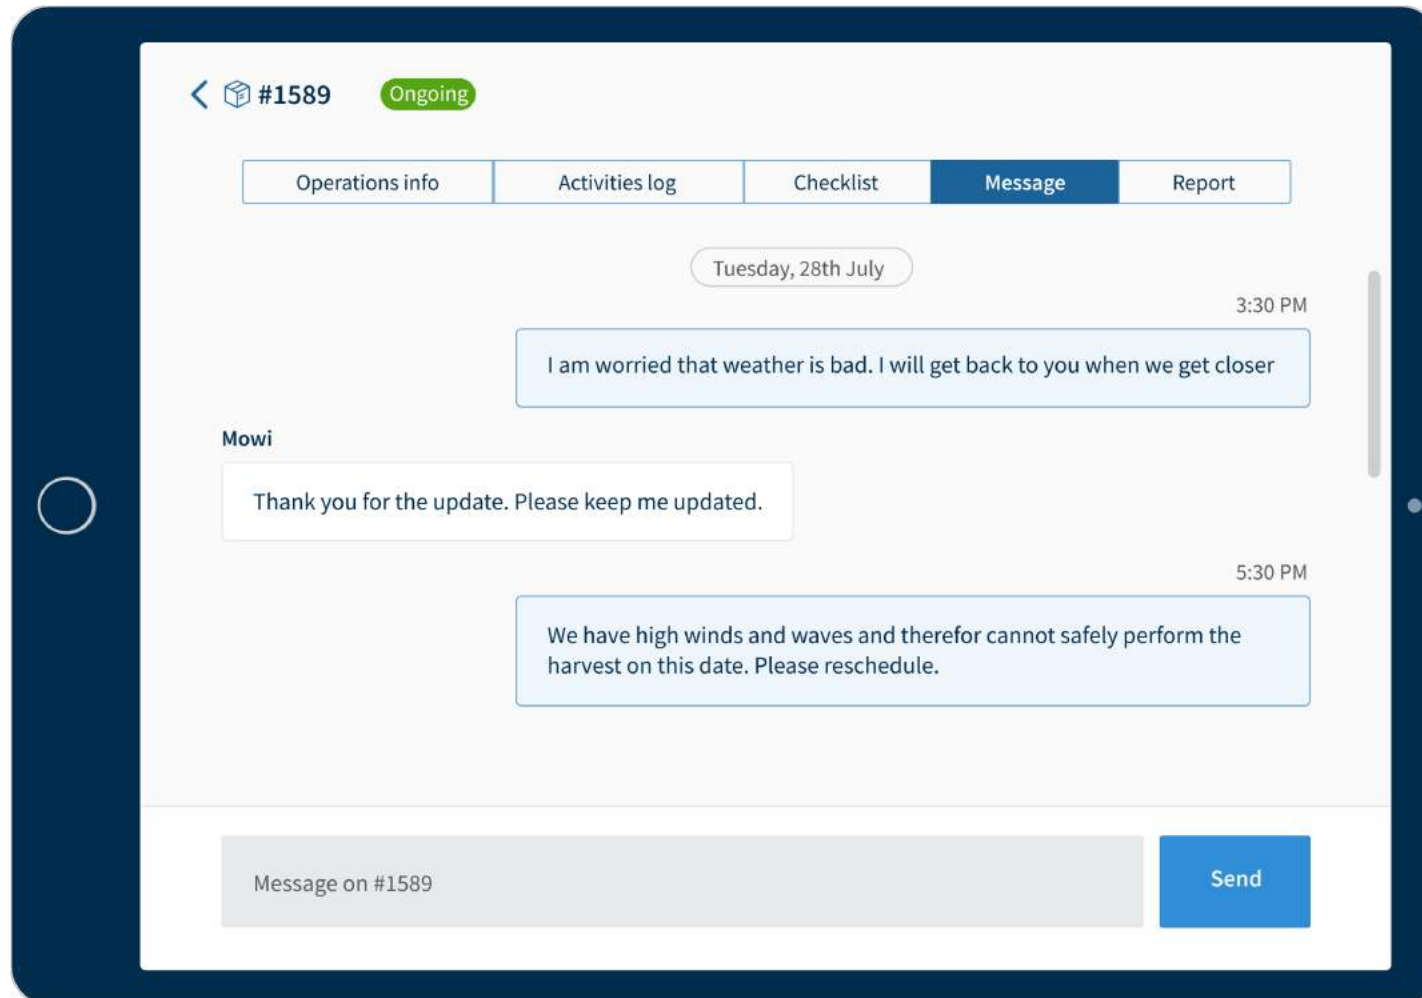 #1589 Ongoing
Operations info Activities log Checklist Message Report
Tuesday, 28th July
3:30 PM
I am worried that weather is bad. I will get back to you when we get closer
Mowi
Thank you for the update. Please keep me updated.
5:30 PM
We have high winds and waves and therefor cannot safely perform the
harvest on this date. Please reschedule.
Message on #1589
Send